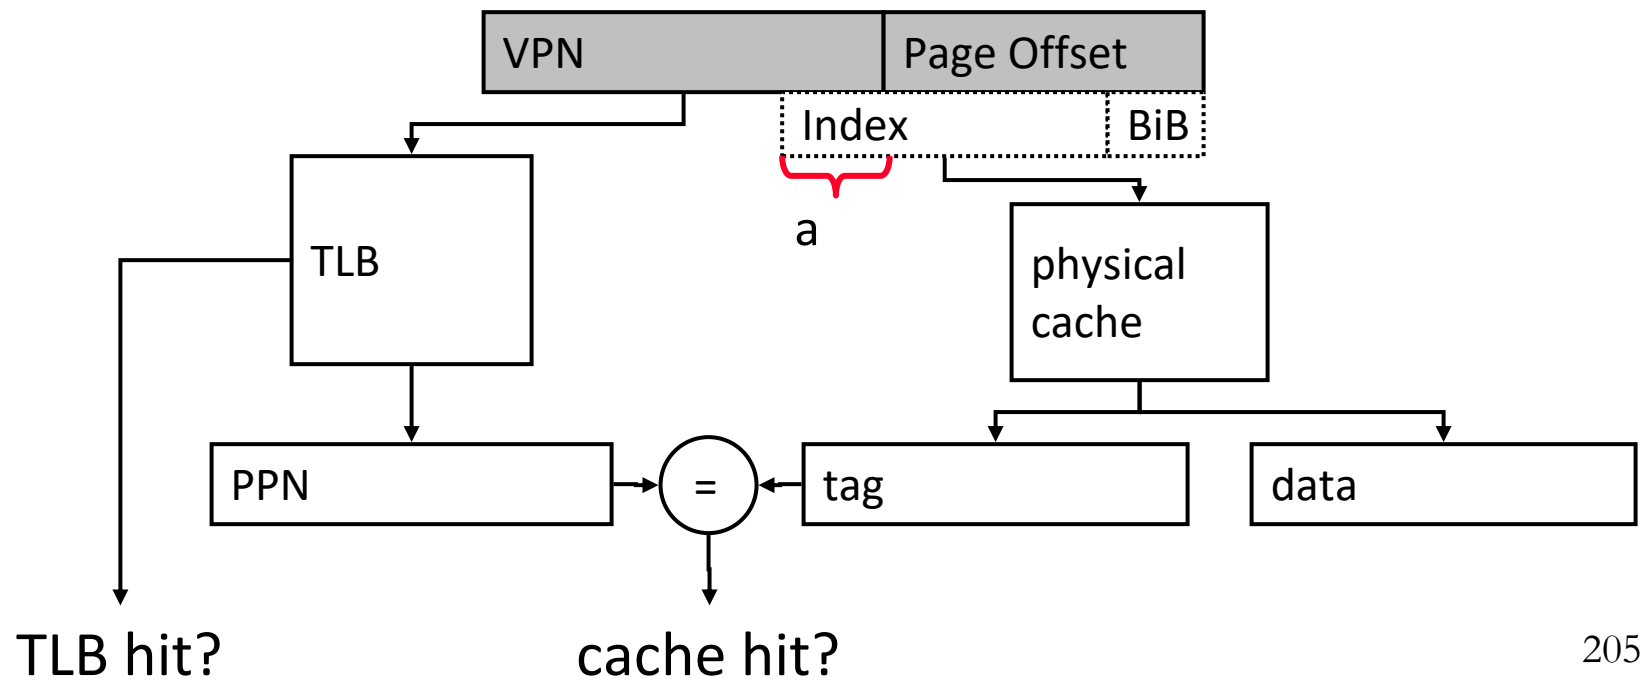 VPN
Page Offset
Index
BiB
a
TLB
physical
cache
PPN
=
tag
data
TLB hit?
cache hit?
205